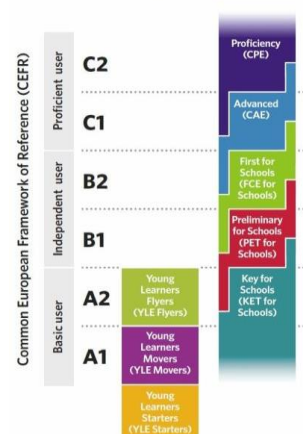 Common European Framework of Reference (CEFR)
Proficient user
Independent user
Basic user
C2
C1
B2
B1
A2
A1
Proficiency
(CPE)
Advanced
(CAE)
First for
Schools
(FCE for
Schools)
Preliminary
for Schools
(PET for
Schools)
Key for
Schools
(KET for
Schools)
Young
Learners
Flyers
(YLE Flyers)
Young
Learners
Movers
(YLE Movers)
Young
Learners
Starters
(YLE Starters)